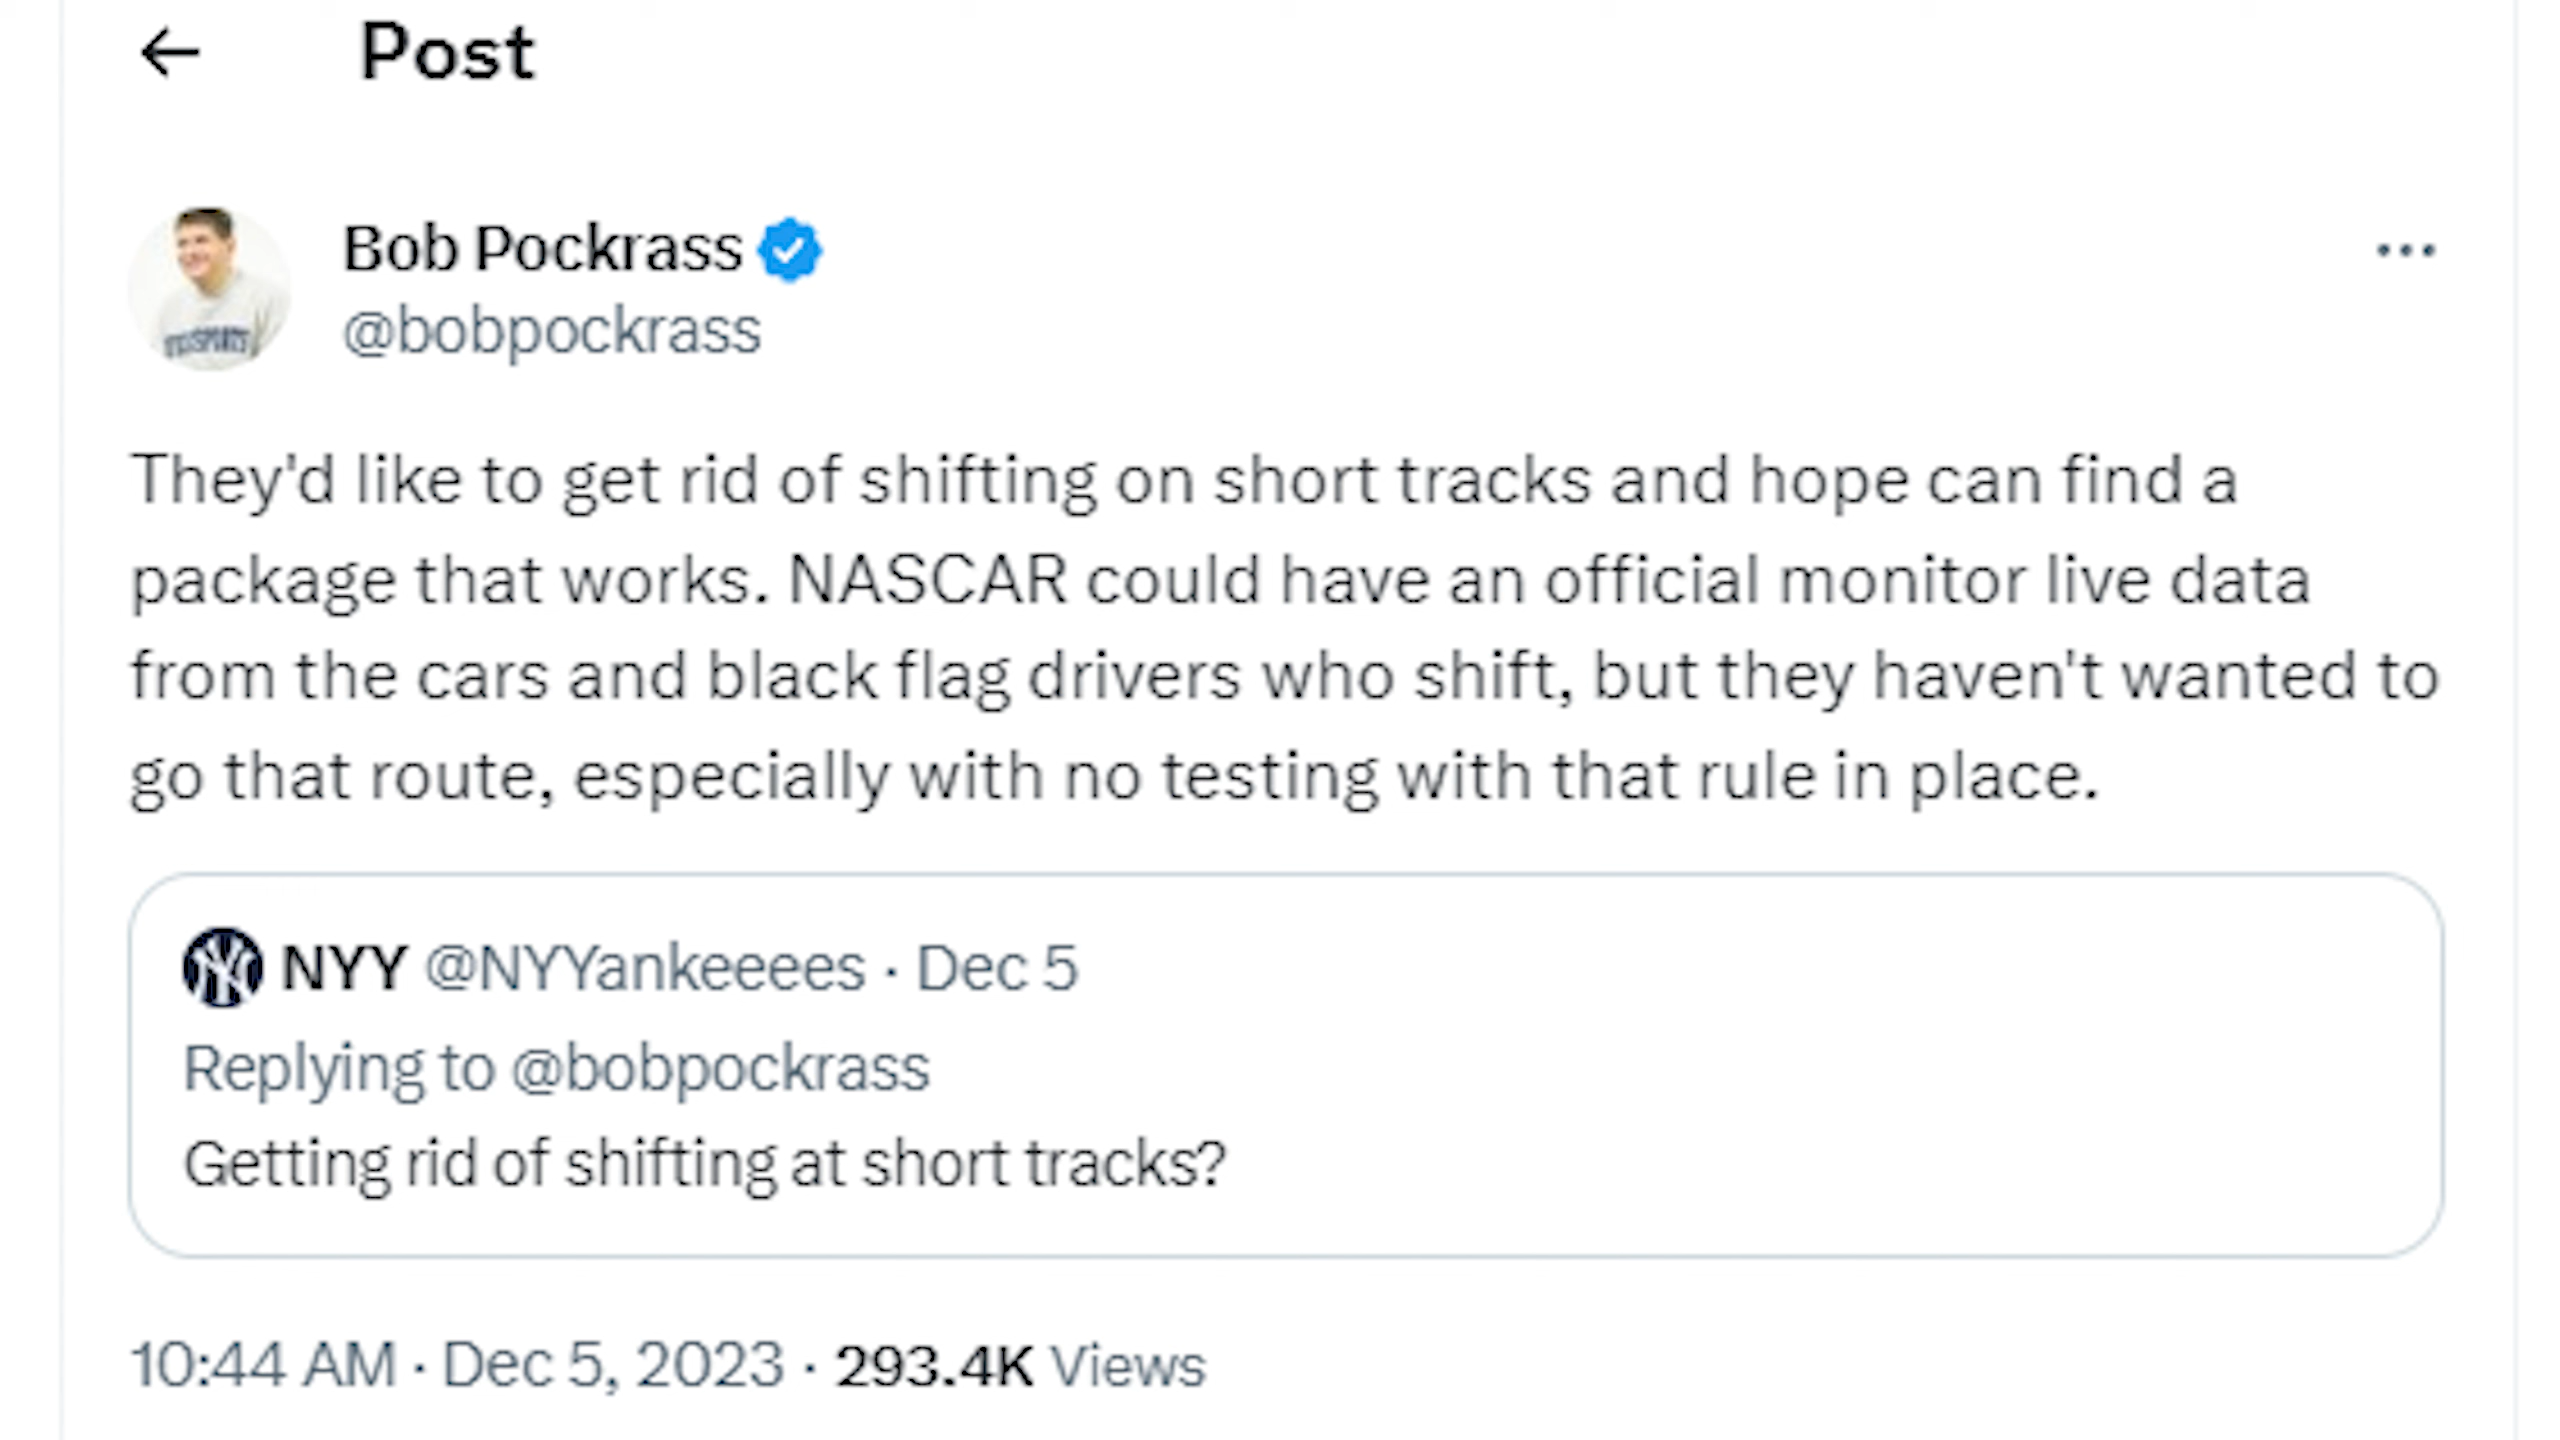 Post
Bob Pockrass
@bobpockrass
They'd like to get rid of shifting on short tracks and hope can find a
package that works. NASCAR could have an official monitor live data
from the cars and black flag drivers who shift, but they haven't wanted to
go that route, especially with no testing with that rule in place.
NYY @NYYankeeees · Dec 5
Replying to @bobpockrass
Getting rid of shifting at short tracks?
10:44 AM · Dec 5, 2023 · 293.4K Views